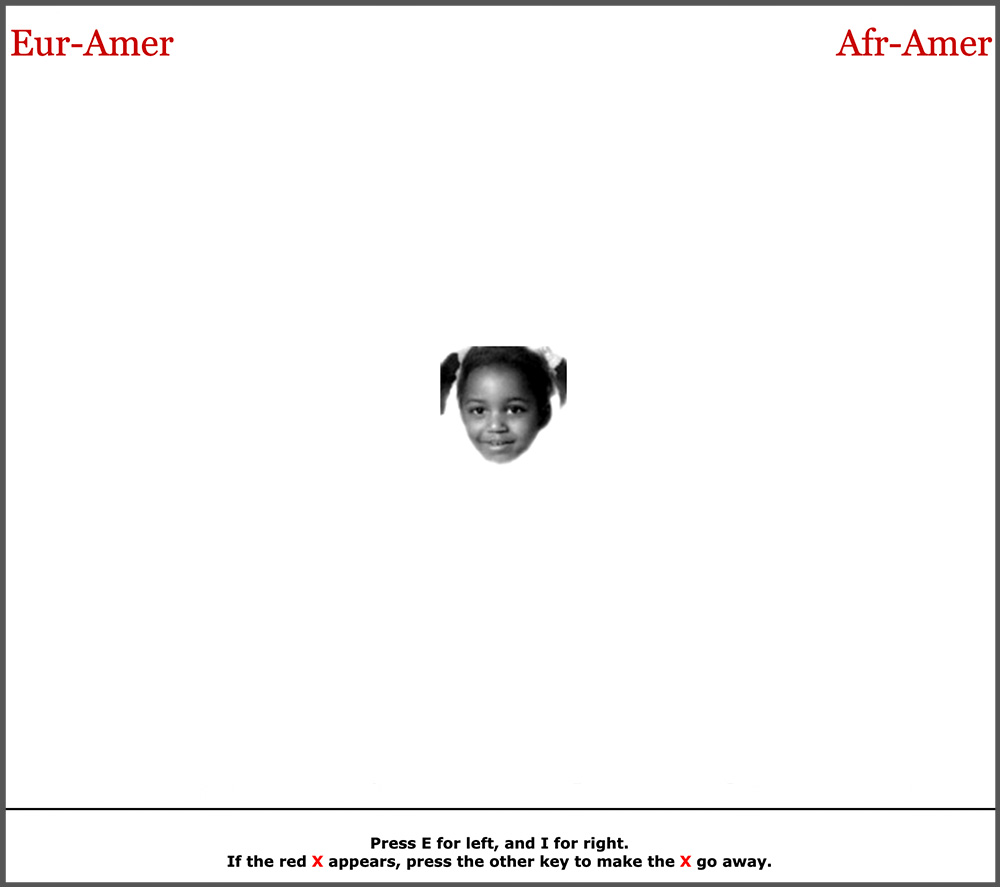 Eur-Amer
Afr-Amer
Press E for left, and I for right.
If the red X appears, press the other key to make the X go away.